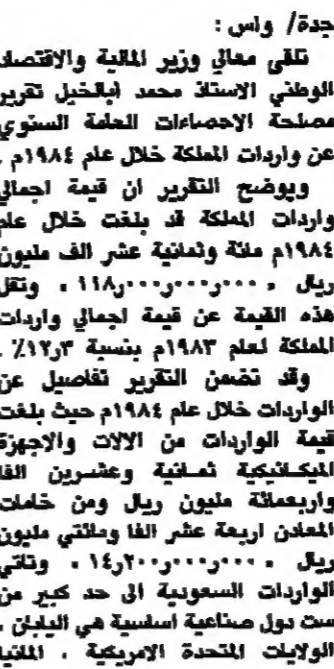 جدة/ واس :
تلقى معالي وزير المالية والاقتصاد
الوطني الاستاذ محمد أبالخيل تقرير
مصلحة الاحصاءات العامة السنوي
عن واردات المملكة خلال عام ١٩٨٤م .
ويوضح التقرير ان قيمة اجمالي
واردات المملكة قد بلغت خلال عام
١٩٨٤م مائة وثمانية عشر الف مليون
ريال « ١١٨٫٠٠٠٫٠٠٠٫٠٠٠ » وتقل
هذه القيمة عن قيمة اجمالي واردات
المملكة لعام ١٩٨٣م بنسبة ١٢٫٣٪ .
وقد تضمن التقرير تفاصيل عن
الواردات خلال عام ١٩٨٤م حيث بلغت
قيمة الواردات من الالات والاجهزة
الميكانيكية ثمانية وعشرين الفا
واربعمائة مليون ريال ومن خامات
المعادن اربعة عشر الفا ومائتي مليون
ريال « ١٤٫٢٠٠٫٠٠٠٫٠٠٠ » وتاتي
الواردات السعودية الى حد كبير من
ست دول صناعية اساسية هي اليابان ،
الولايات المتحدة الامريكية ، المانيا